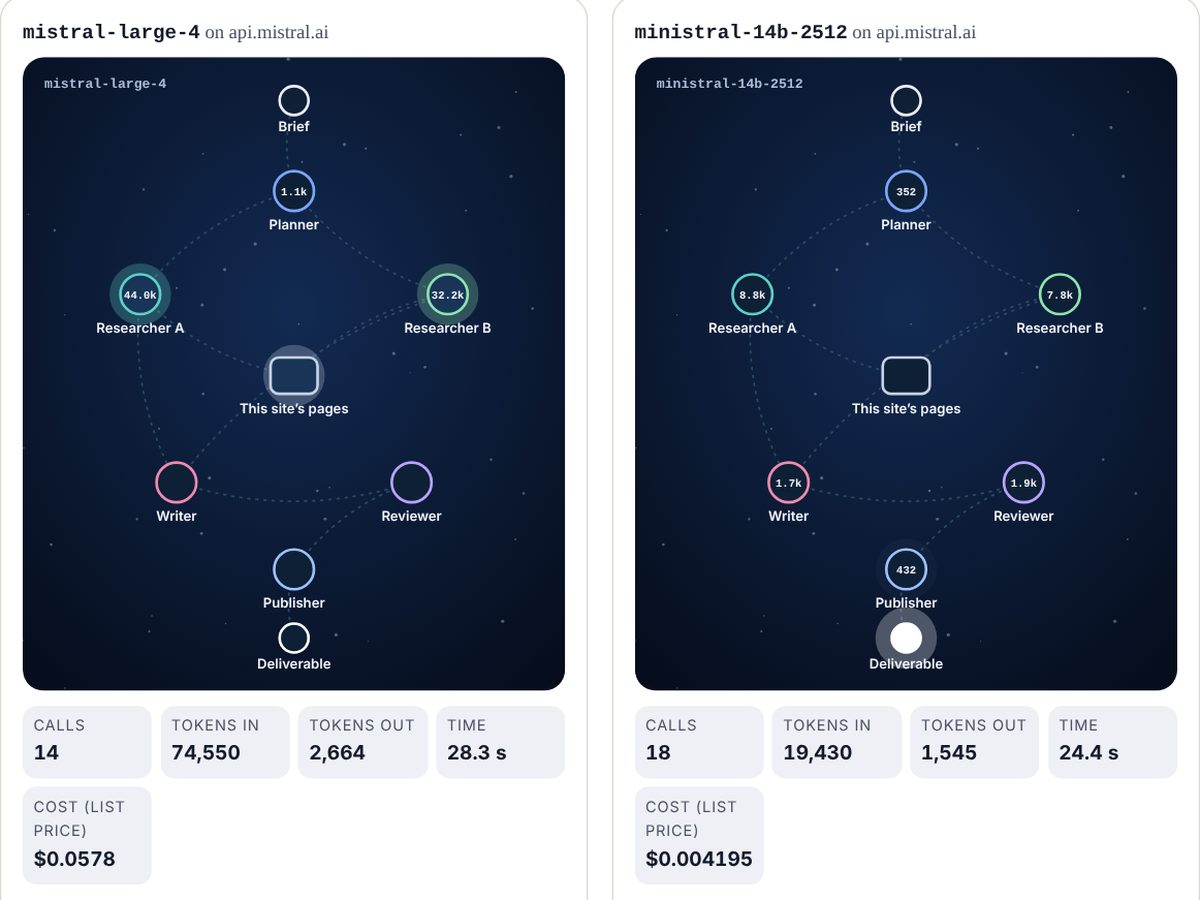 mistral-large-4 on api.mistral.ai
mistral-large-4
Brief
1.1k
Planner
44.0k
32.2k
Researcher A
Researcher B
This site's pages
Writer
Reviewer
Publisher
Deliverable
CALLS
14
TOKENS IN
74,550
TOKENS OUT
2,664
TIME
28.3 s
COST (LIST
PRICE)
$0.0578
ministral-14b-2512 on api.mistral.ai
ministral-14b-2512
Brief
352
Planner
8.8k
7.8k
Researcher A
Researcher B
This site's pages
1.7k
1.9k
Writer
Reviewer
432
Publisher
Deliverable
CALLS
18
TOKENS IN
19,430
TOKENS OUT
1,545
TIME
24.4 s
COST (LIST
PRICE)
$0.004195